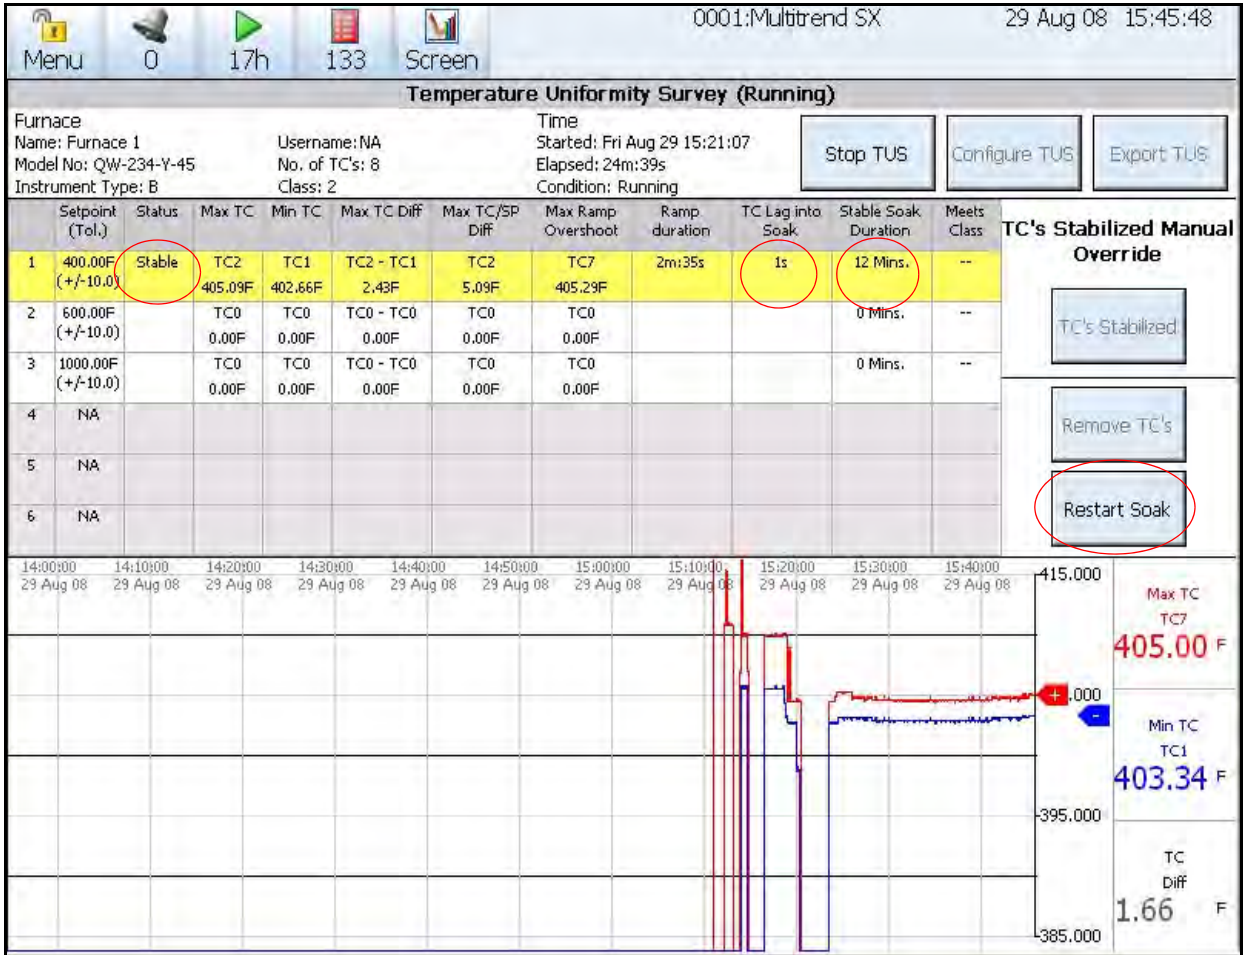 0001:Multitrend SX 29 Aug 08 15:45:48
Menu 0 17h 133 Screen
Temperature Uniformity Survey (Running)
Furnace Time
Name: Furnace 1 Username:NA Started: Fri Aug 29 15:21:07
Model No: QW-234-Y-45 No. of TC's: 8 Elapsed: 24m:39s
Instrument Type: B Class: 2 Condition: Running
Stop TUS Configure TUS Export TUS
Setpoint Status Max TC Min TC Max TC Diff Max TC/SP Max Ramp Ramp TC Lag into Stable Soak Meets
(Tol.) Diff Overshoot duration Soak Duration Class
1 400.00F Stable TC2 TC1 TC2 - TC1 TC2 TC7 2m:35s 1s 12 Mins. --
(+/-10.0) 405.09F 402.66F 2.43F 5.09F 405.29F
2 600.00F TC0 TC0 TC0 - TC0 TC0 TC0 0 Mins. --
(+/-10.0) 0.00F 0.00F 0.00F 0.00F 0.00F
3 1000.00F TC0 TC0 TC0 - TC0 TC0 TC0 0 Mins. --
(+/-10.0) 0.00F 0.00F 0.00F 0.00F 0.00F
4 NA
5 NA
6 NA
TC's Stabilized Manual
Override
TC's Stabilized
Remove TC's
Restart Soak
14:00:00 14:10:00 14:20:00 14:30:00 14:40:00 14:50:00 15:00:00 15:10:00 15:20:00 15:30:00 15:40:00
29 Aug 08 29 Aug 08 29 Aug 08 29 Aug 08 29 Aug 08 29 Aug 08 29 Aug 08 29 Aug 08 29 Aug 08 29 Aug 08 29 Aug 08
415.000
+ .000
-
395.000
385.000
Max TC
TC7
405.00 F
Min TC
TC1
403.34 F
TC
Diff
1.66 F